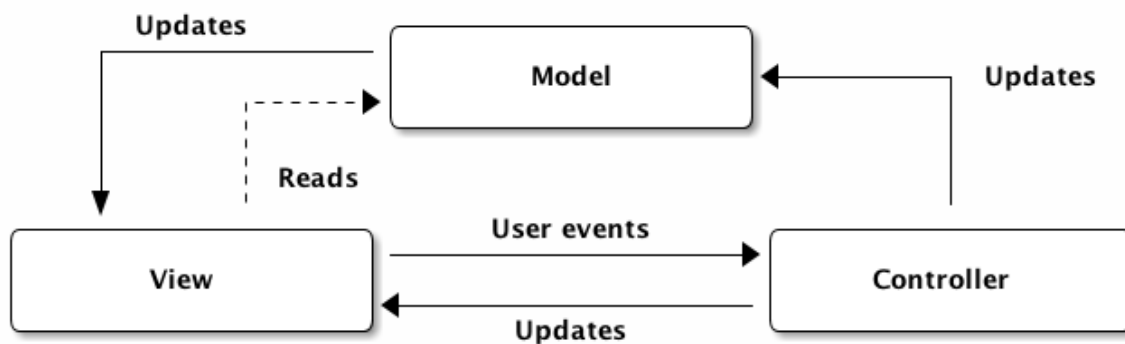 Updates
Model
Updates
Reads
User events
View
Controller
Updates